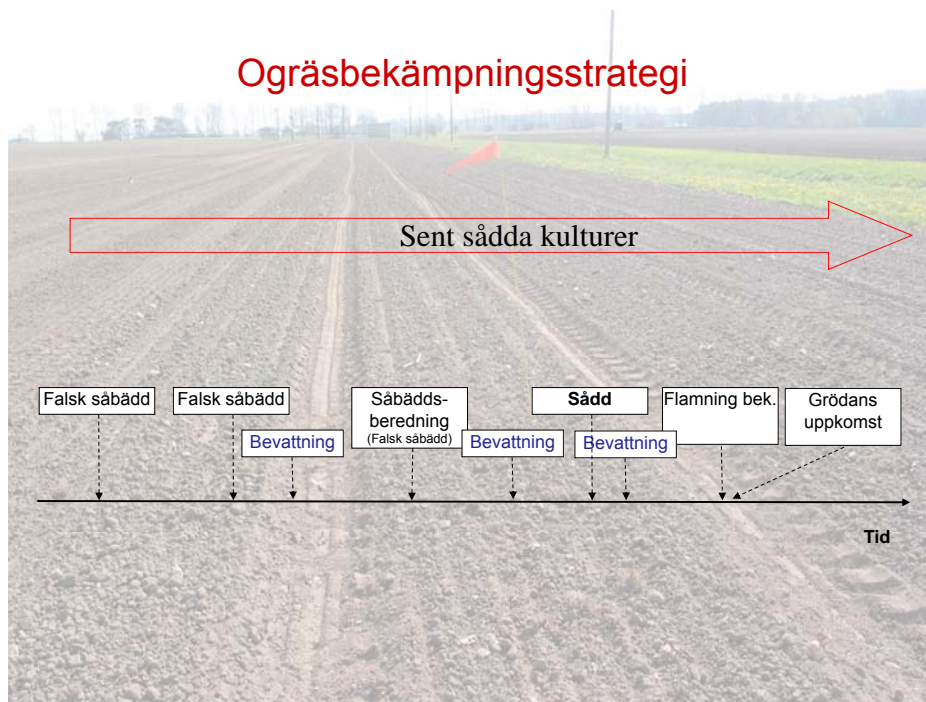 Ogräsbekämpningsstrategi
Sent sådda kulturer
Falsk såbädd
Falsk såbädd
Bevattning
Såbädds-
beredning
(Falsk såbädd)
Bevattning
Sådd
Bevattning
Flamning bek.
Grödans
uppkomst
Tid